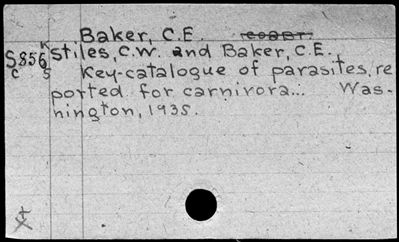 Baker, C.E.
K Stiles, C.W. and Baker, C.E.,
S856
c 5 Key-catalogue of parasites, re
ported for carnivora... Was-
hington, 1935.